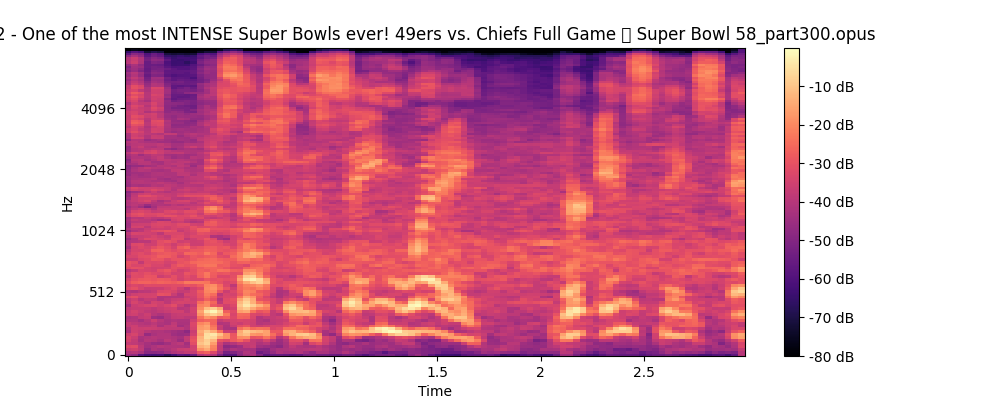 2 - One of the most INTENSE Super Bowls ever! 49ers vs. Chiefs Full Game Super Bowl 58_part300.opus
4096
2048
1024
512
0
Hz
0 0.5 1 1.5 2 2.5
Time
-10 dB
-20 dB
-30 dB
-40 dB
-50 dB
-60 dB
-70 dB
-80 dB